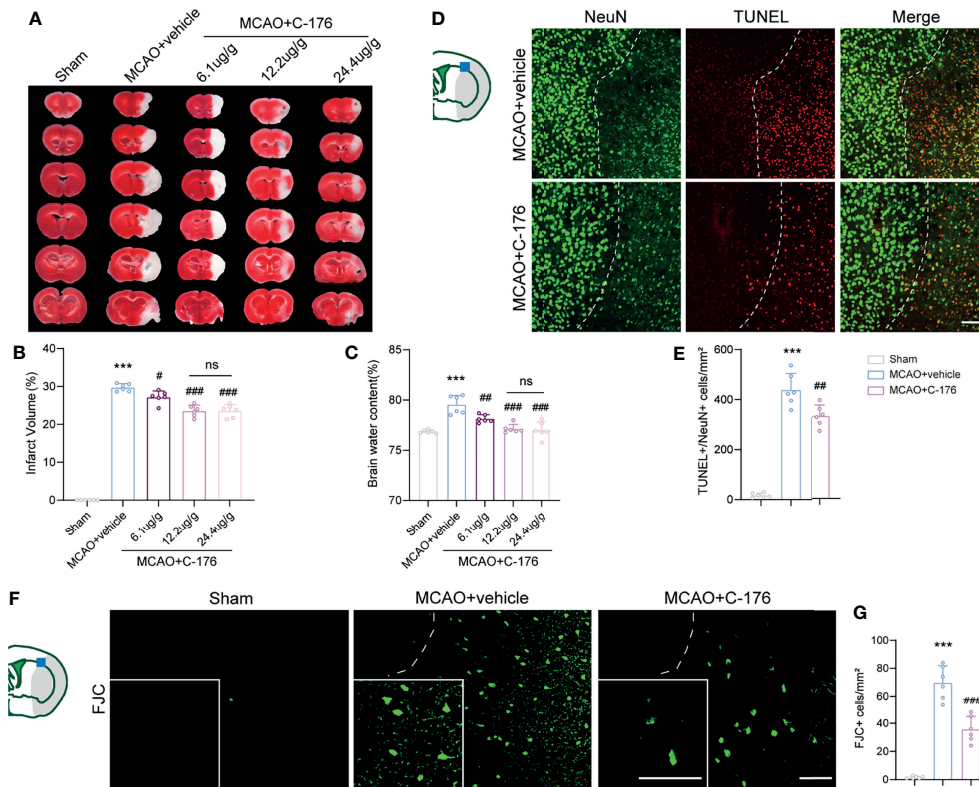 A
MCAO+C-176
Sham
MCAO+vehicle
6.1ug/g
12.2ug/g
24.4ug/g
D
NeuN
TUNEL
Merge
MCAO+vehicle
MCAO+C-176
B
Infarct Volume(%)
40
30
20
10
0
***
#
###
###
ns
Sham
MCAO+vehicle
6.1ug/g
12.2ug/g
24.4ug/g
MCAO+C-176
C
Brain water content(%)
85
80
75
70
***
##
###
###
ns
Sham
MCAO+vehicle
6.1ug/g
12.2ug/g
24.4ug/g
MCAO+C-176
E
TUNEL+/NeuN+ cells/mm²
600
400
200
0
***
##
Sham
MCAO+vehicle
MCAO+C-176
F
Sham
MCAO+vehicle
MCAO+C-176
FJC
G
FJC+ cells/mm²
100
80
60
40
20
0
***
###